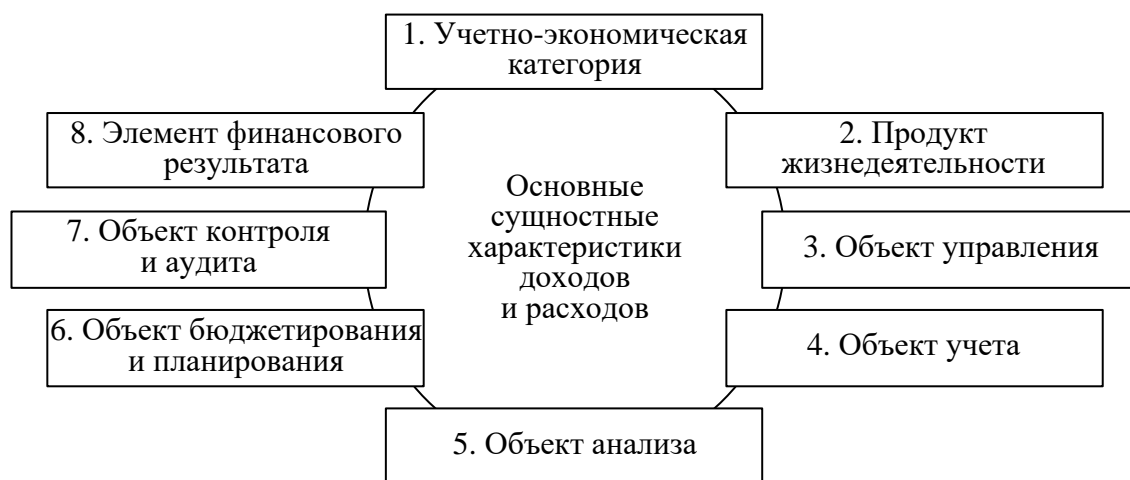 1. Учетно-экономическая
категория
2. Продукт
жизнедеятельности
3. Объект управления
4. Объект учета
5. Объект анализа
6. Объект бюджетирования
и планирования
7. Объект контроля
и аудита
8. Элемент финансового
результата
Основные
сущностные
характеристики
доходов
и расходов